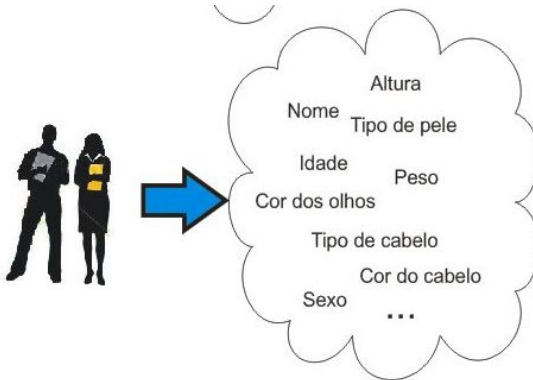 Altura
Nome
Tipo de pele
Idade
Peso
Cor dos olhos
Tipo de cabelo
Cor do cabelo
Sexo
...